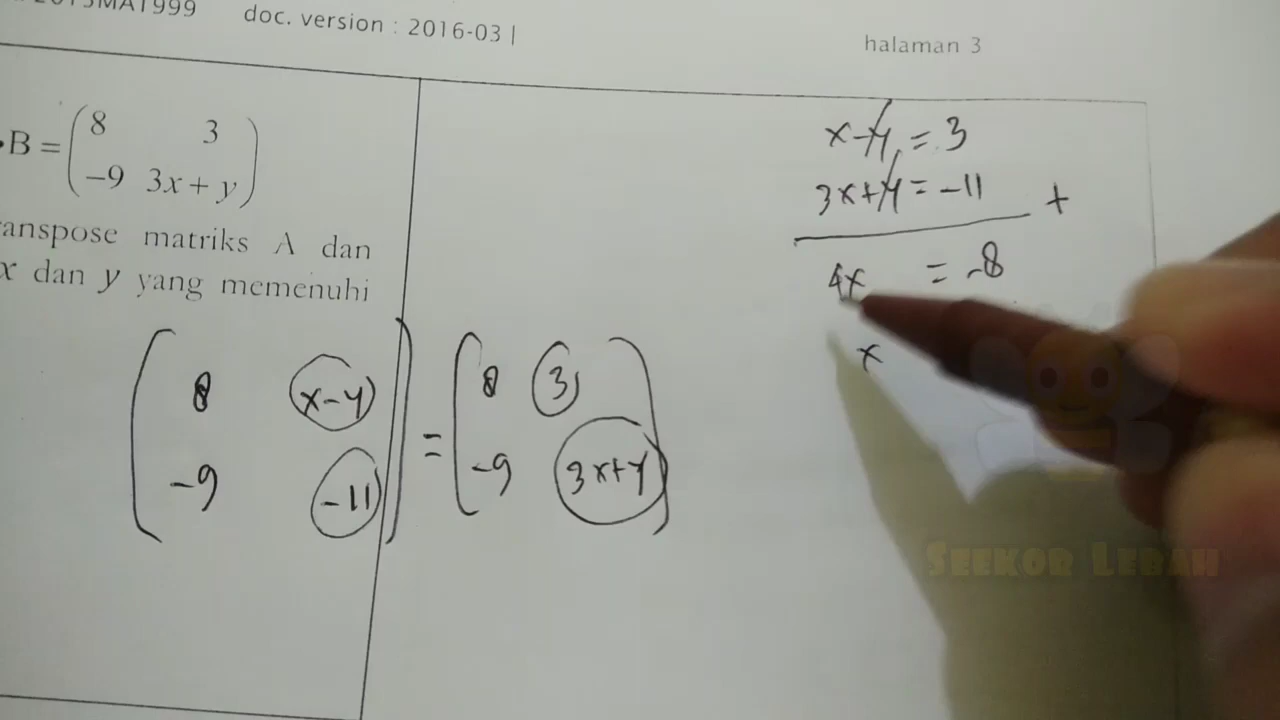 doc. version : 2016-03 |
halaman 3
B = ( 8 3
-9 3x + y )
transpose matriks A dan
x dan y yang memenuhi
( 8 x-y
-9 -11 ) = ( 8 3
-9 3x+y )
x-y = 3
3x+y = -11 +
4x = -8
x
SEEKOR LEBAH